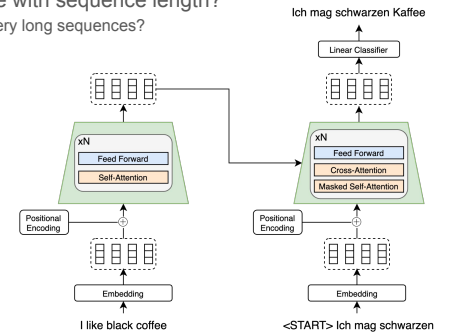 e with sequence length?
ery long sequences?
Ich mag schwarzen Kaffee
Linear Classifier
xN
Feed Forward
Self-Attention
Positional
Encoding
Embedding
I like black coffee
xN
Feed Forward
Cross-Attention
Masked Self-Attention
Positional
Encoding
Embedding
<START> Ich mag schwarzen